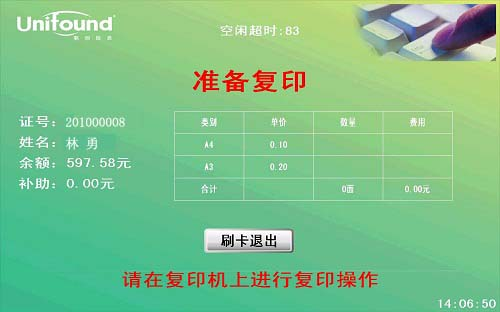 Unifound®
空闲超时:83
准备复印
证号: 201000008
姓名: 林 勇
余额: 597.58元
补助: 0.00元
类别 单价 数量 费用
A4 0.10
A3 0.20
合计 0面 0.00元
刷卡退出
请在复印机上进行复印操作
14:06:50